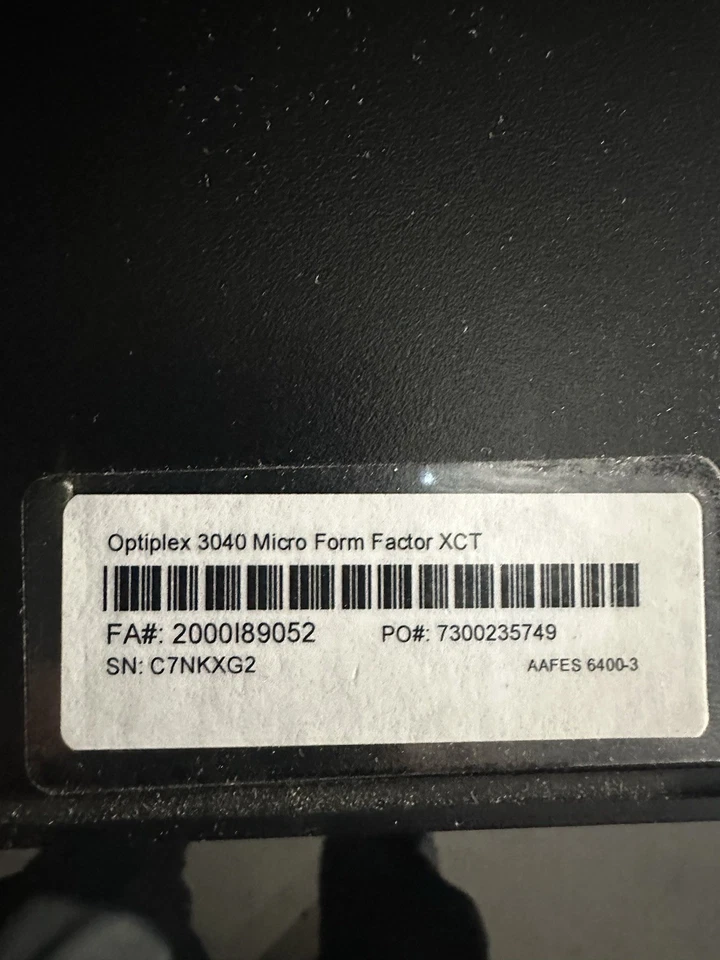 Optiplex 3040 Micro Form Factor XCT
FA#: 2000I89052 PO#: 7300235749
SN: C7NKXG2 AAFES 6400-3